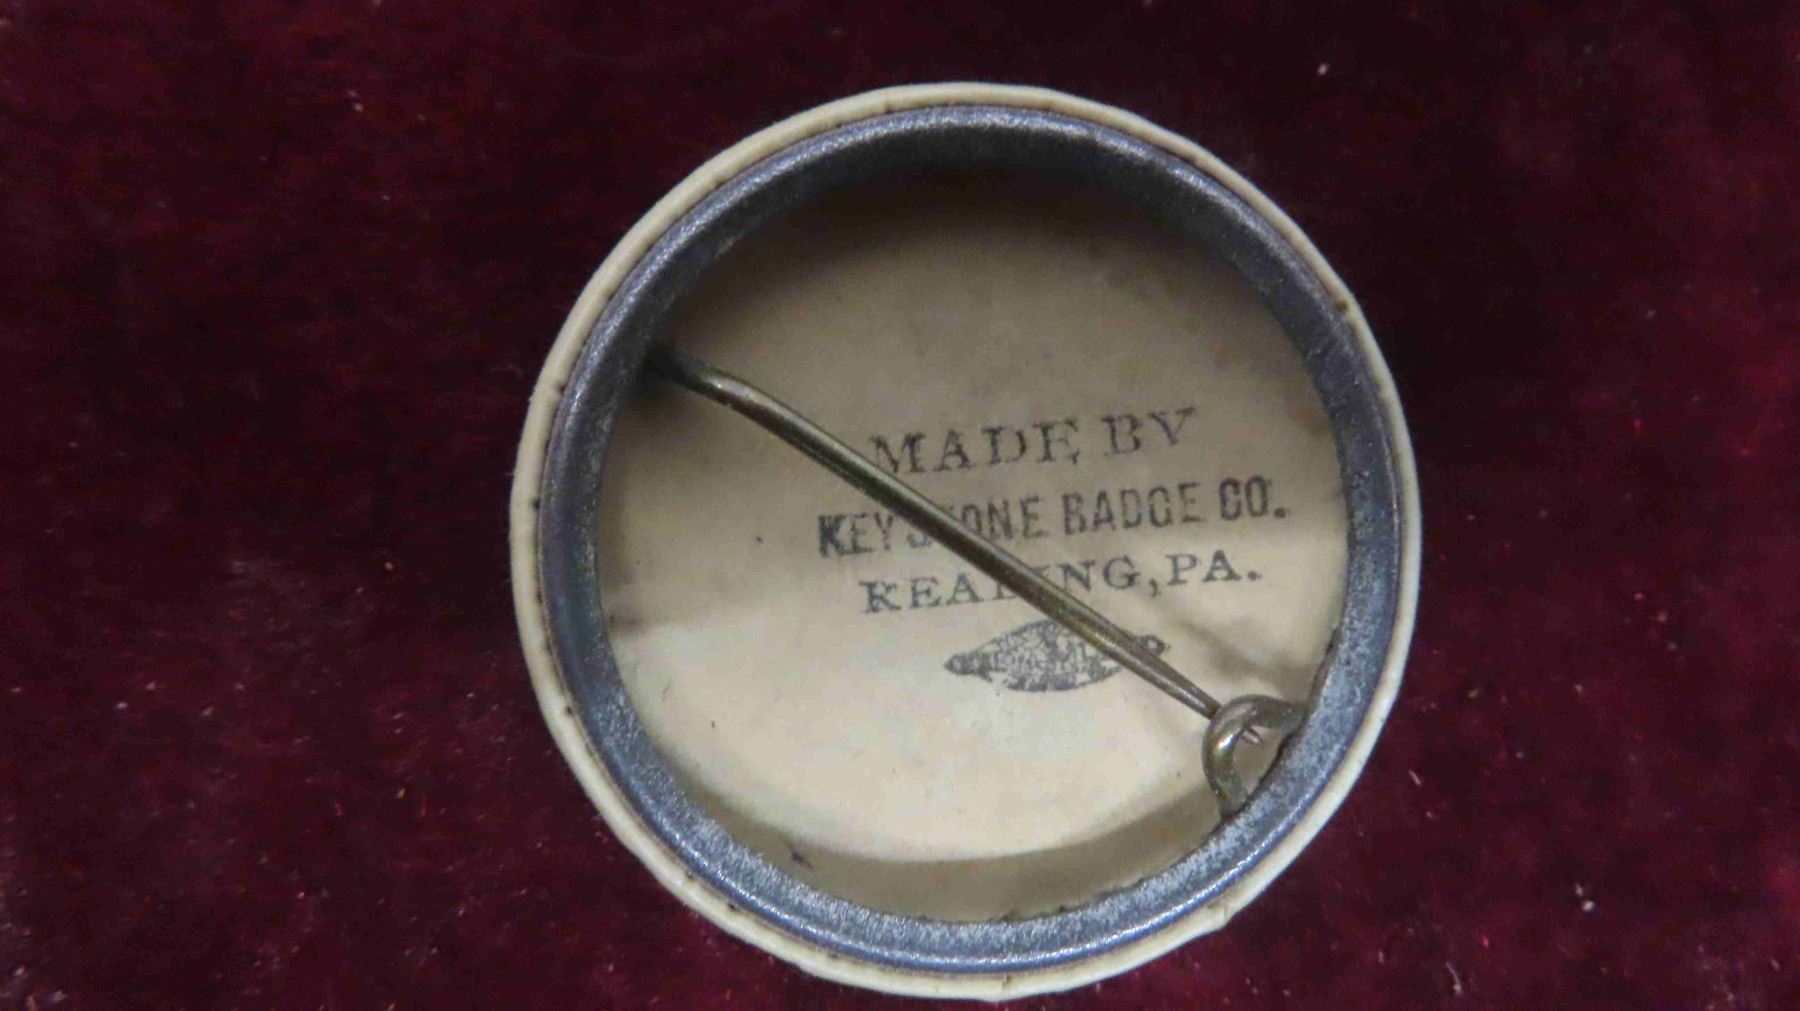 MADE BY
KEYSTONE BADGE CO.
READING, PA.